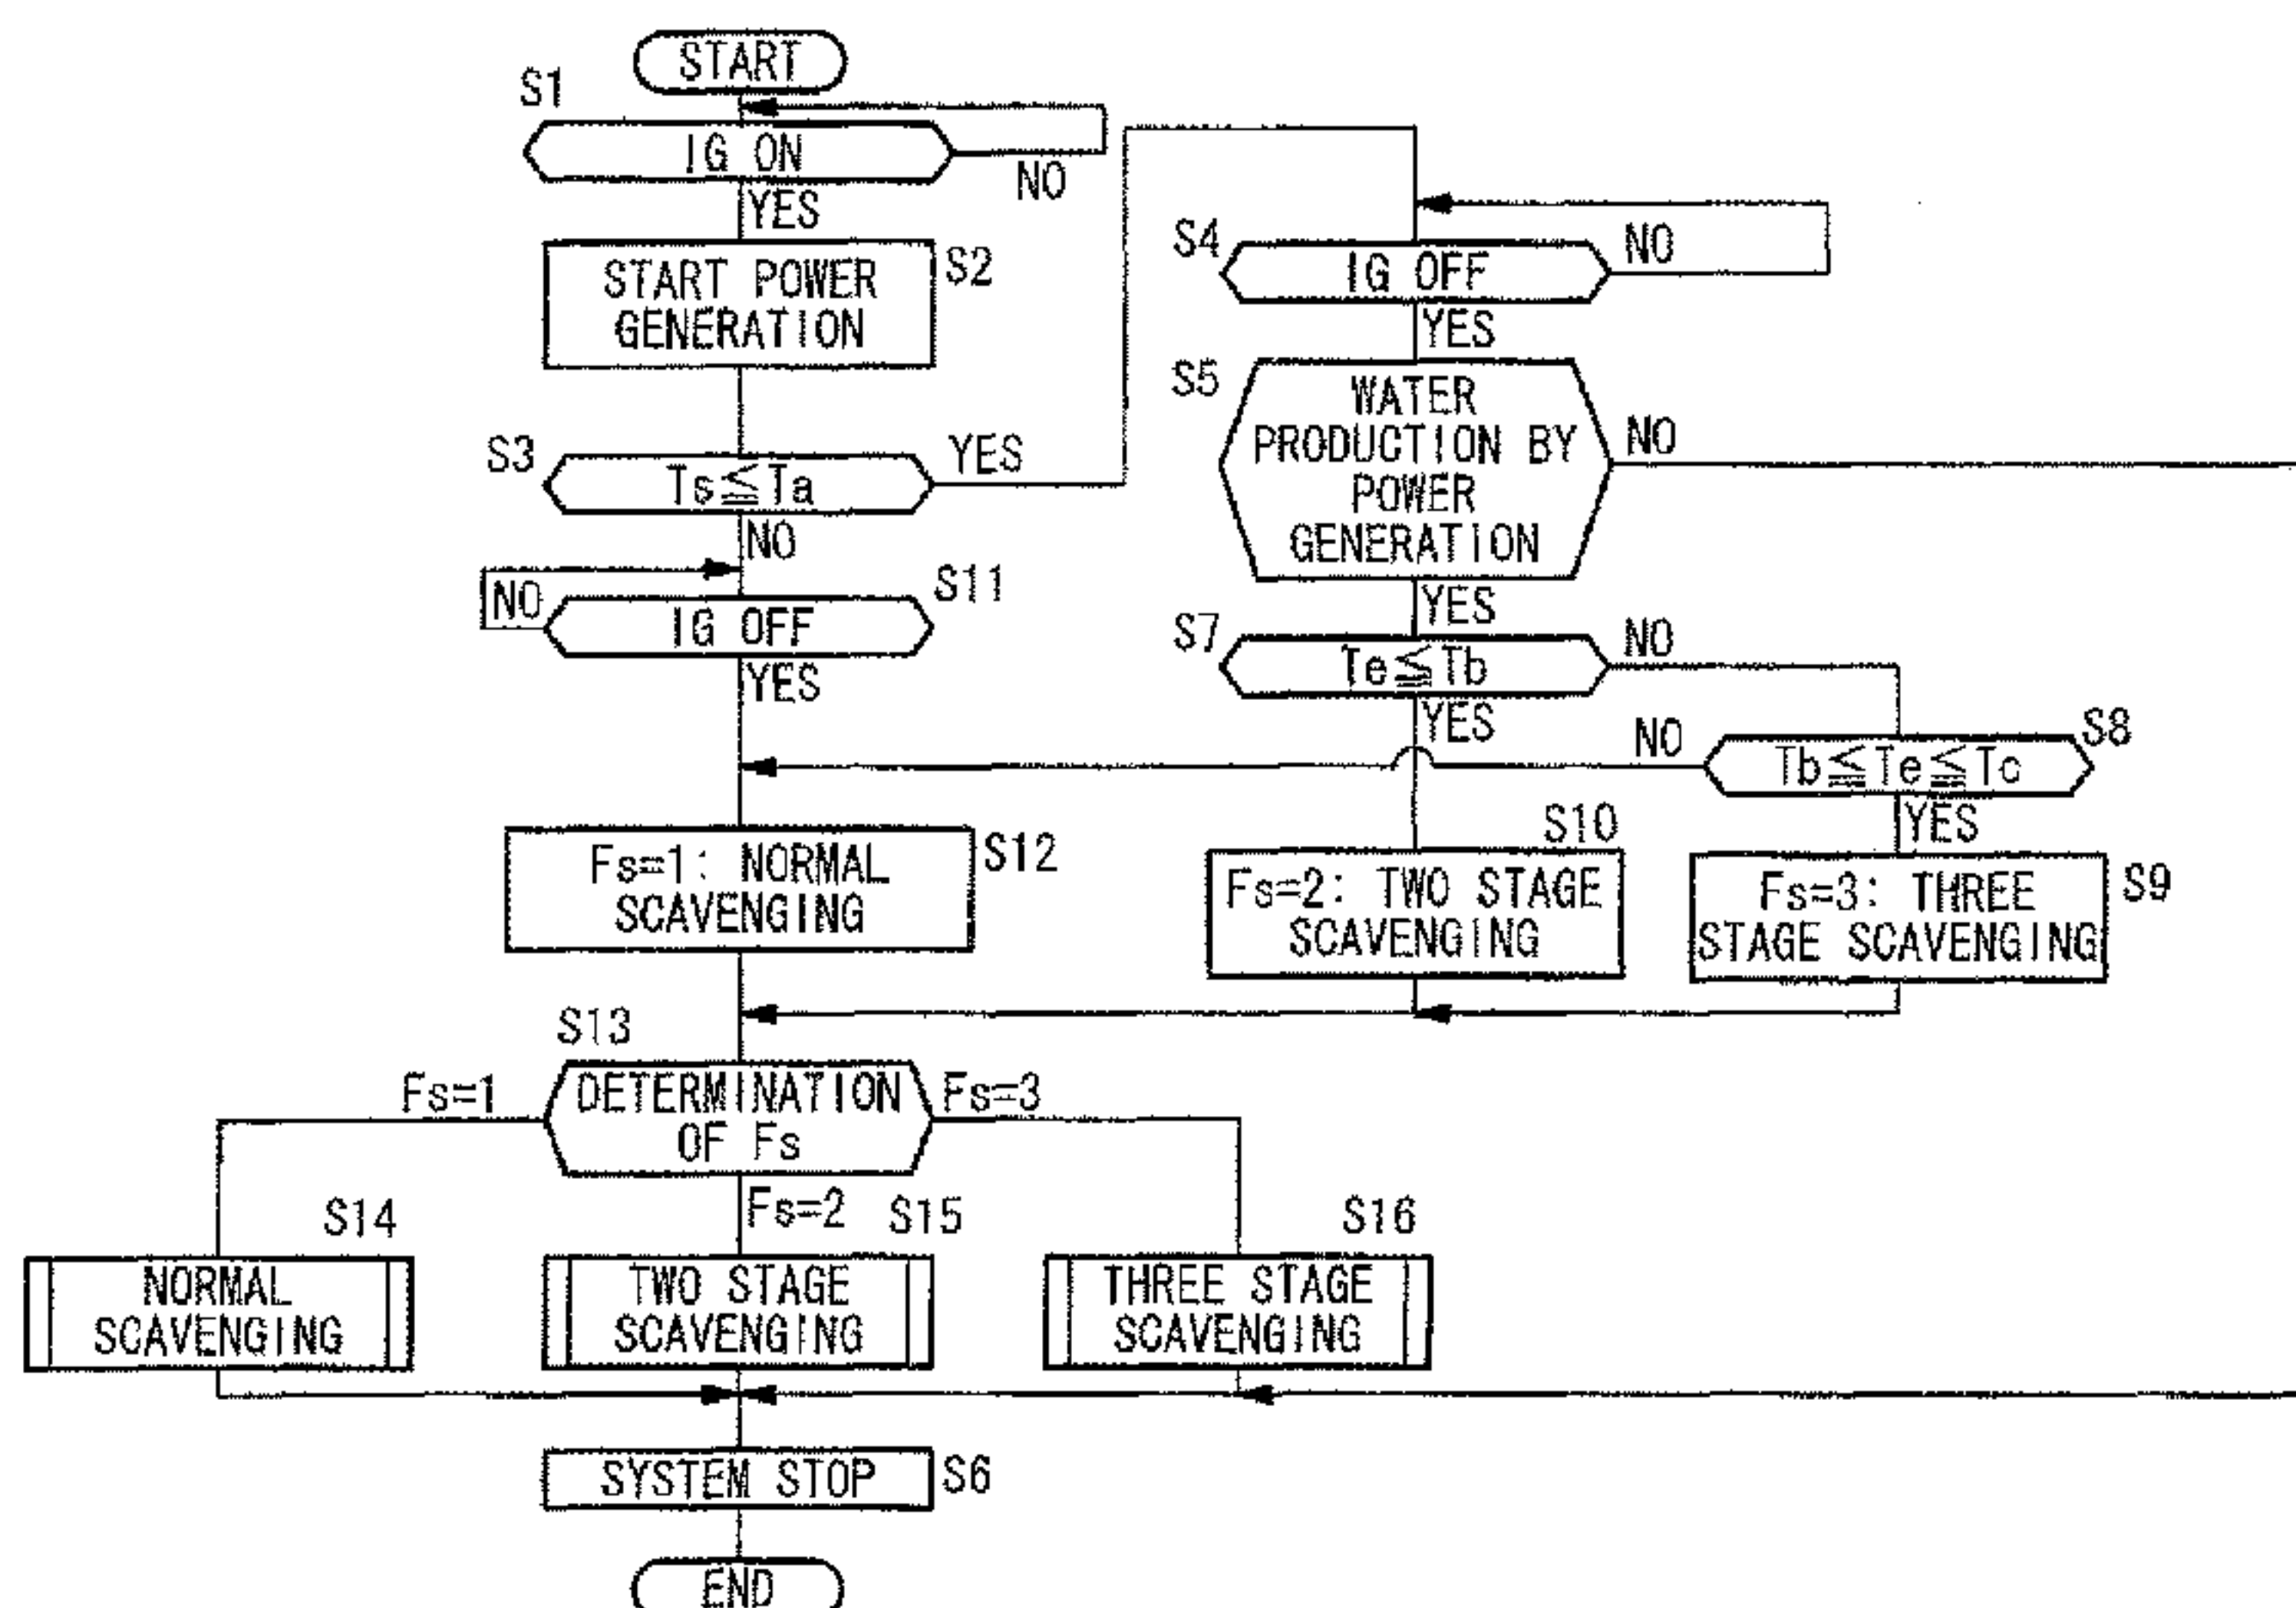 START
S1
IG ON
NO
YES
START POWER
GENERATION
S2
S3
Ts≦Ta
YES
NO
NO
IG OFF
S11
YES
S4
IG OFF
NO
YES
S5
WATER
PRODUCTION BY
POWER
GENERATION
NO
YES
S7
Te≦Tb
NO
YES
NO
Tb≦Te≦Tc
S8
YES
Fs=1: NORMAL
SCAVENGING
S12
S10
Fs=2: TWO STAGE
SCAVENGING
Fs=3: THREE
STAGE SCAVENGING
S9
S13
Fs=1
DETERMINATION
OF Fs
Fs=3
Fs=2
S14
NORMAL
SCAVENGING
S15
TWO STAGE
SCAVENGING
S16
THREE STAGE
SCAVENGING
SYSTEM STOP
S6
END